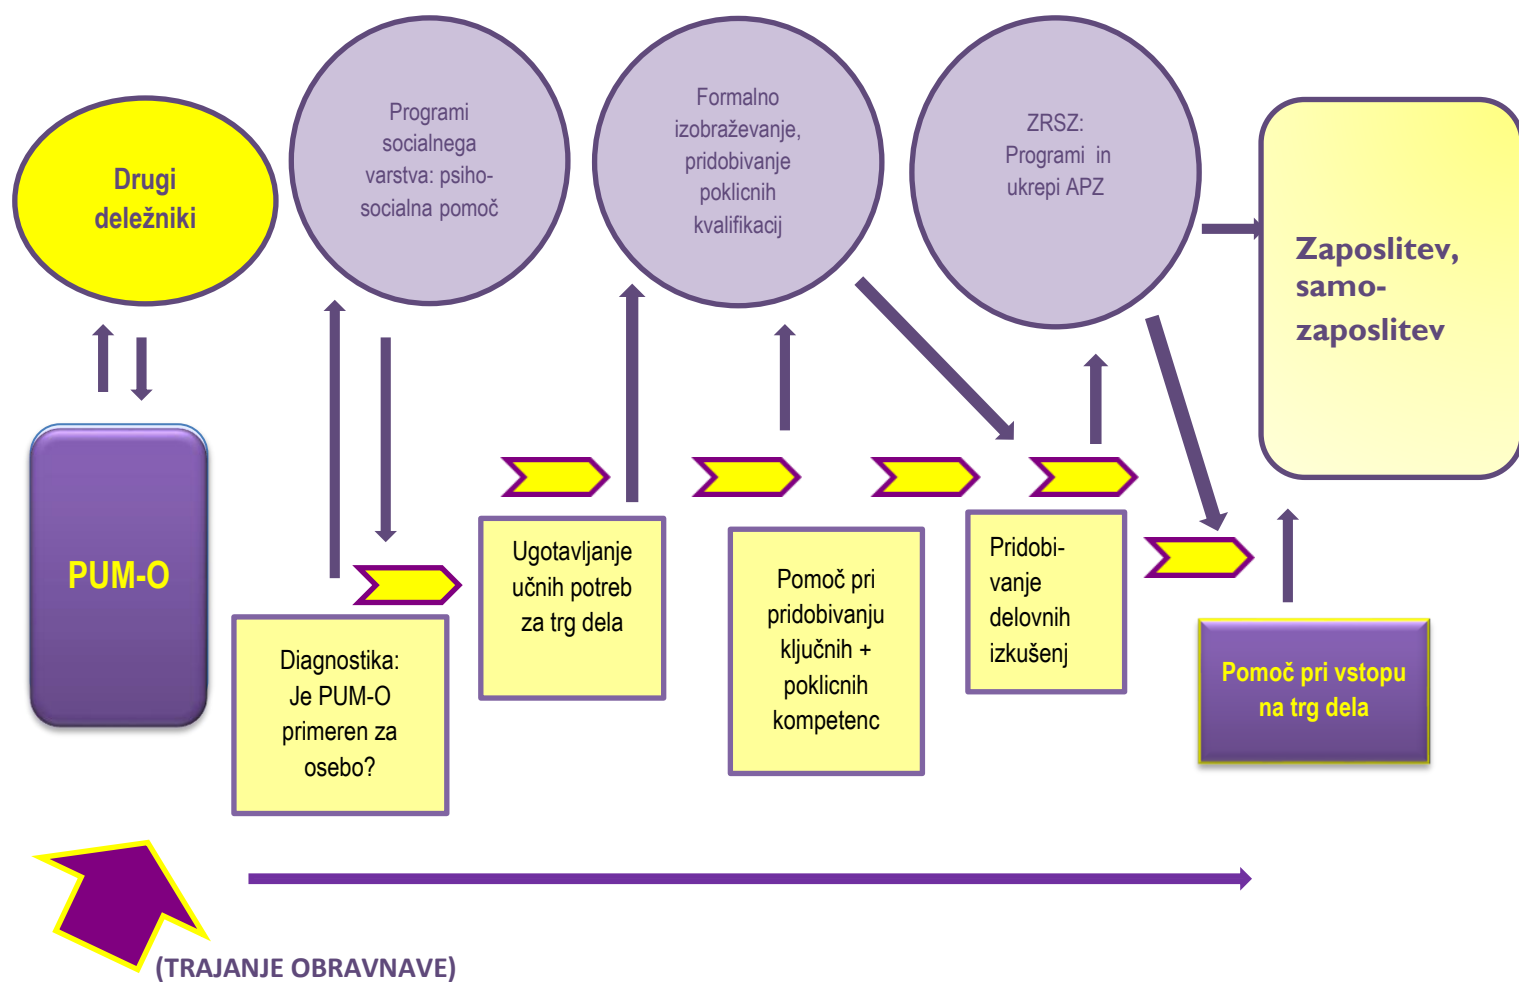 Drugi
deležniki
Programi
socialnega
varstva: psiho-
socialna pomoč
Formalno
izobraževanje,
pridobivanje
poklicnih
kvalifikacij
ZRSZ:
Programi in
ukrepi APZ
Zaposlitev,
samo-
zaposlitev
PUM-O
Diagnostika:
Je PUM-O
primeren za
osebo?
Ugotavljanje
učnih potreb
za trg dela
Pomoč pri
pridobivanju
ključnih +
poklicnih
kompetenc
Pridobi-
vanje
delovnih
izkušenj
Pomoč pri vstopu
na trg dela
(TRAJANJE OBRAVNAVE)